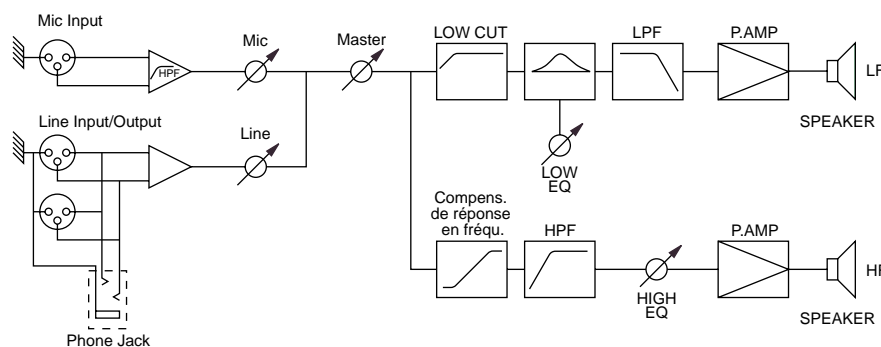 Mic Input
HPF
Mic
Master
LOW CUT
LPF
P.AMP
LF
SPEAKER
LOW
EQ
Line Input/Output
Line
Compens.
de réponse
en fréqu.
HPF
HIGH
EQ
P.AMP
HF
SPEAKER
Phone Jack